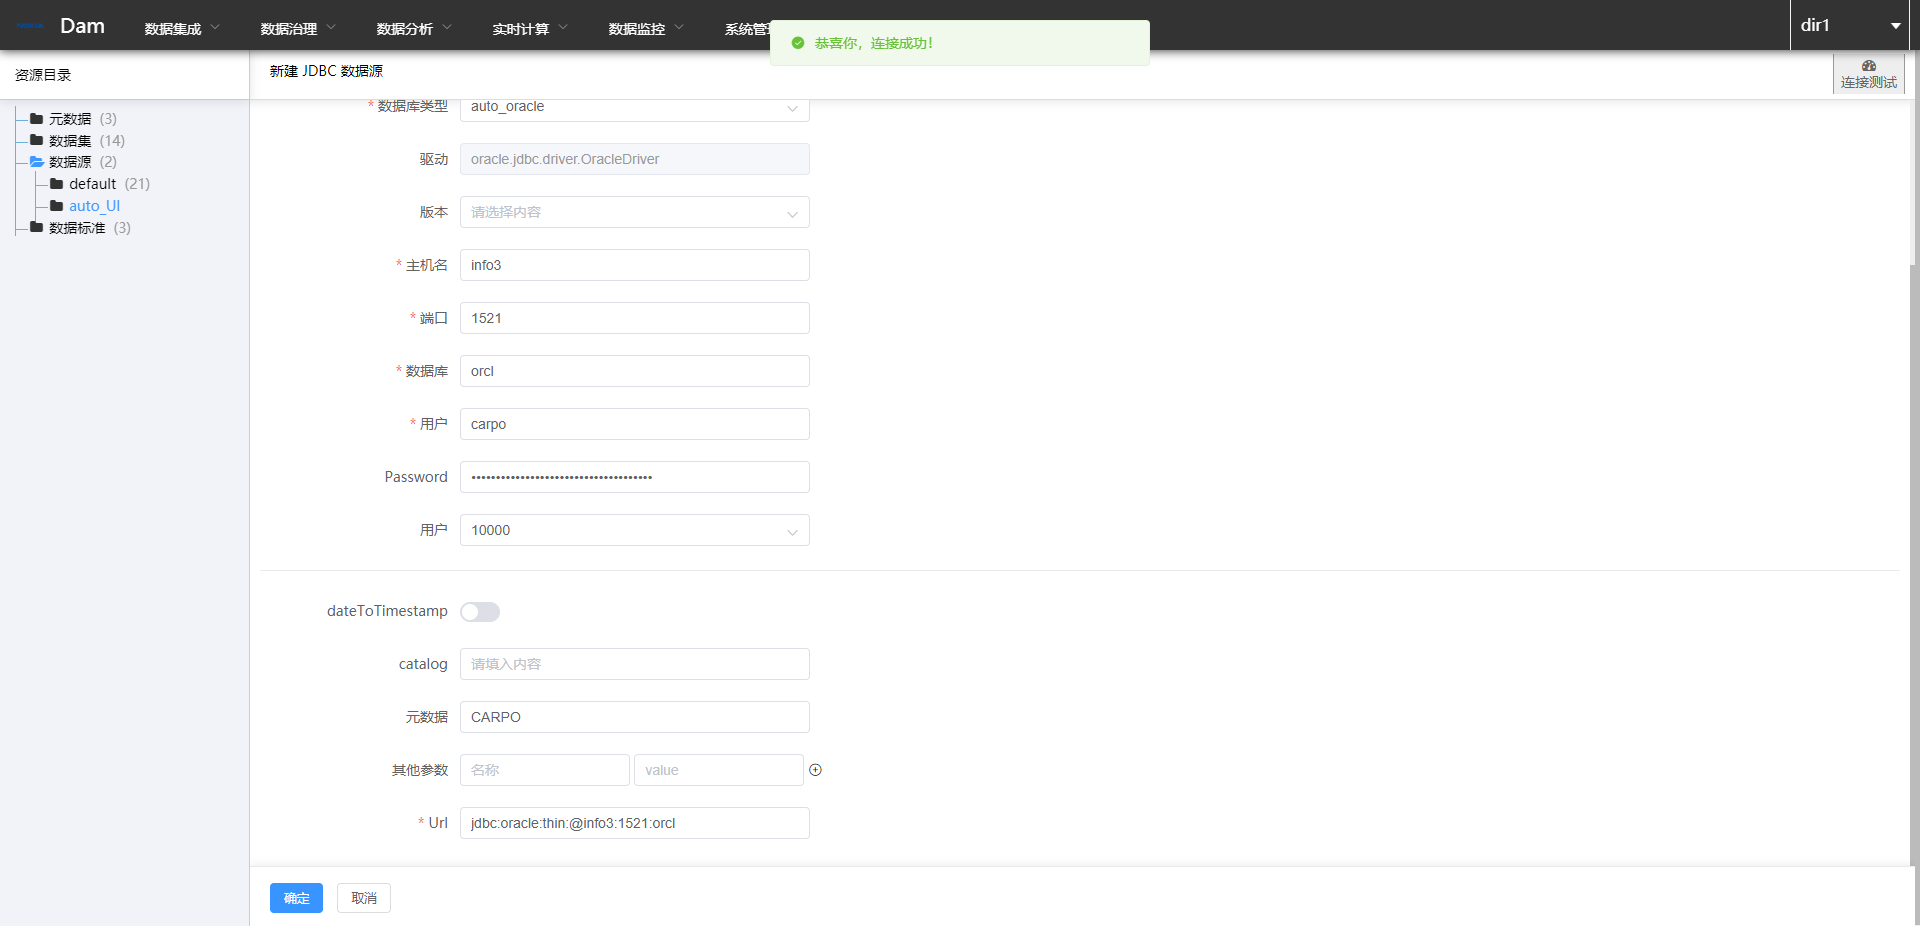 Dam 数据集成 数据治理 数据分析 实时计算 数据监控 系统管
恭喜你，连接成功！
dir1
资源目录
新建 JDBC 数据源
连接测试
元数据 (3)
数据集 (14)
数据源 (2)
default (21)
auto_UI
数据标准 (3)
* 数据库类型 auto_oracle
驱动 oracle.jdbc.driver.OracleDriver
版本 请选择内容
* 主机名 info3
* 端口 1521
* 数据库 orcl
* 用户 carpo
Password ••••••••••••••••••••••••••••••••••••
用户 10000
dateToTimestamp
catalog 请填入内容
元数据 CARPO
其他参数 名称 value
* Url jdbc:oracle:thin:@info3:1521:orcl
确定 取消